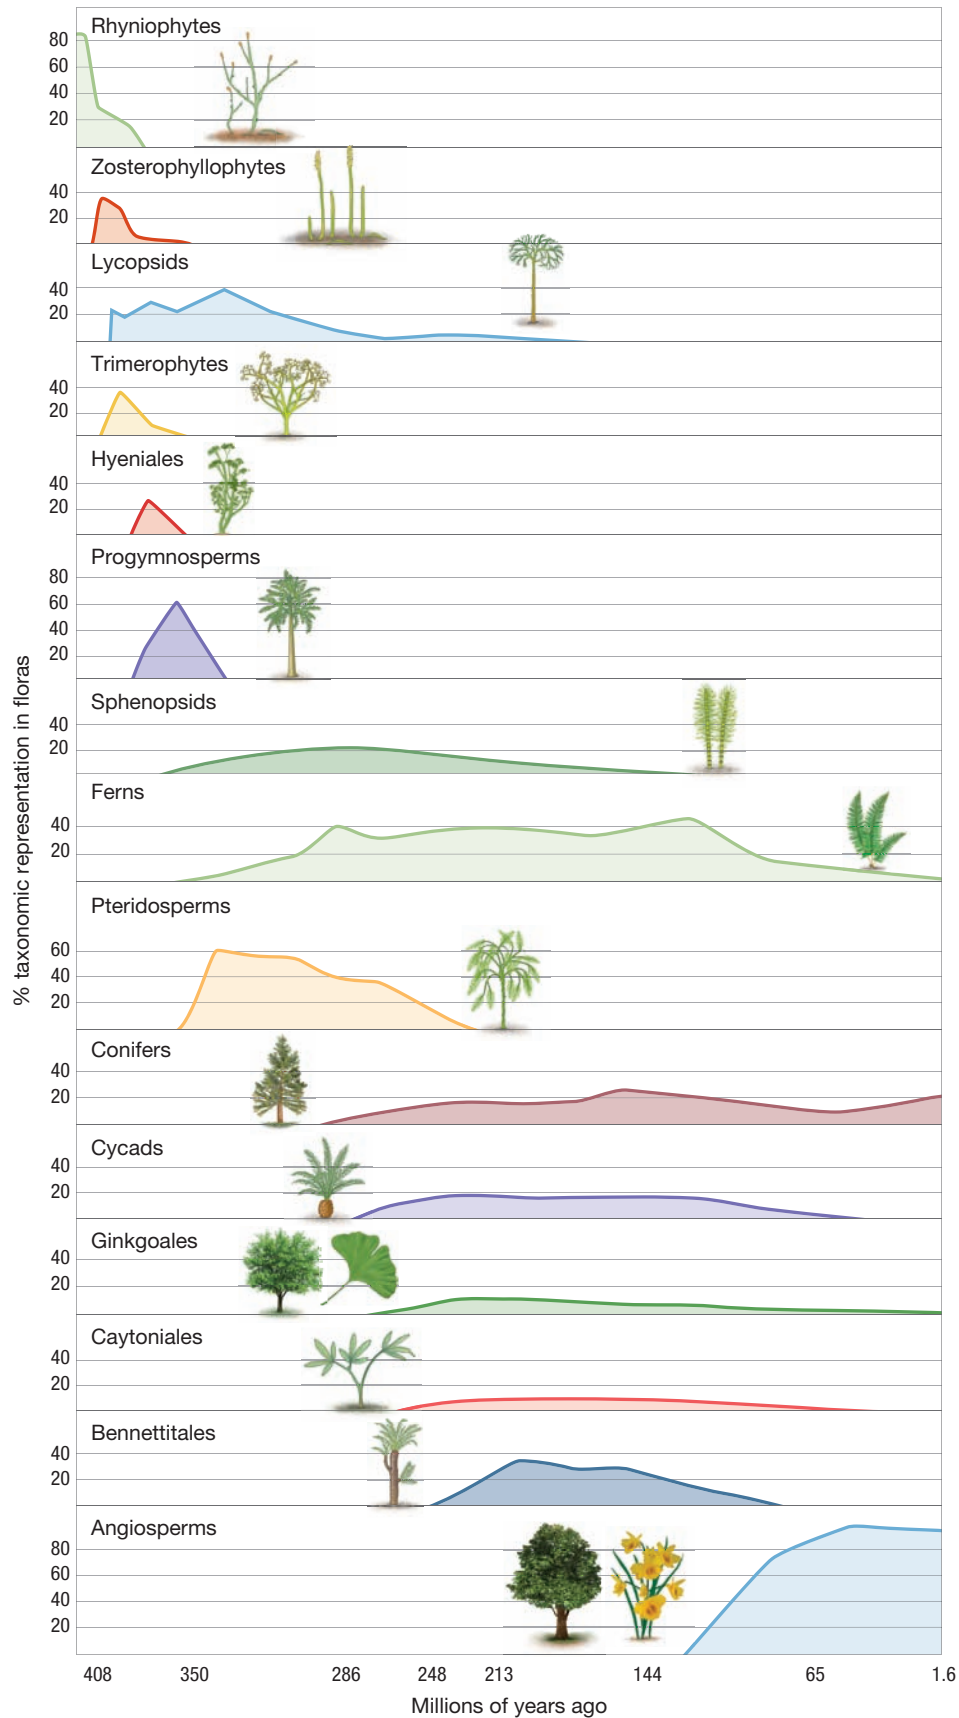 Rhyniophytes
80
60
40
20
Zosterophyllophytes
40
20
Lycopsids
40
20
Trimerophytes
40
20
Hyeniales
40
20
Progymnosperms
80
60
40
20
Sphenopsids
40
20
Ferns
40
20
Pteridosperms
60
40
20
Conifers
40
20
Cycads
40
20
Ginkgoales
40
20
Caytoniales
40
20
Bennettitales
40
20
Angiosperms
80
60
40
20
% taxonomic representation in floras
408 350 286 248 213 144 65 1.6
Millions of years ago